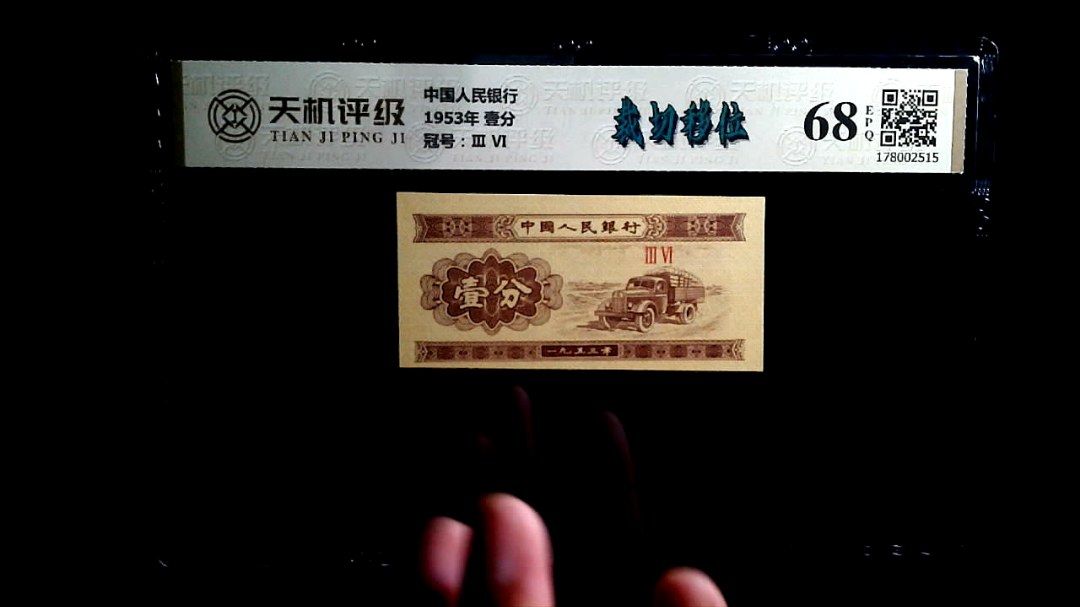 天机评级
TIAN JI PING JI
中国人民银行
1953年 壹分
冠号：Ⅲ Ⅵ
裁切移位
68
EPQ
178002515
中國人民銀行
Ⅲ Ⅵ
壹分
一九五三年